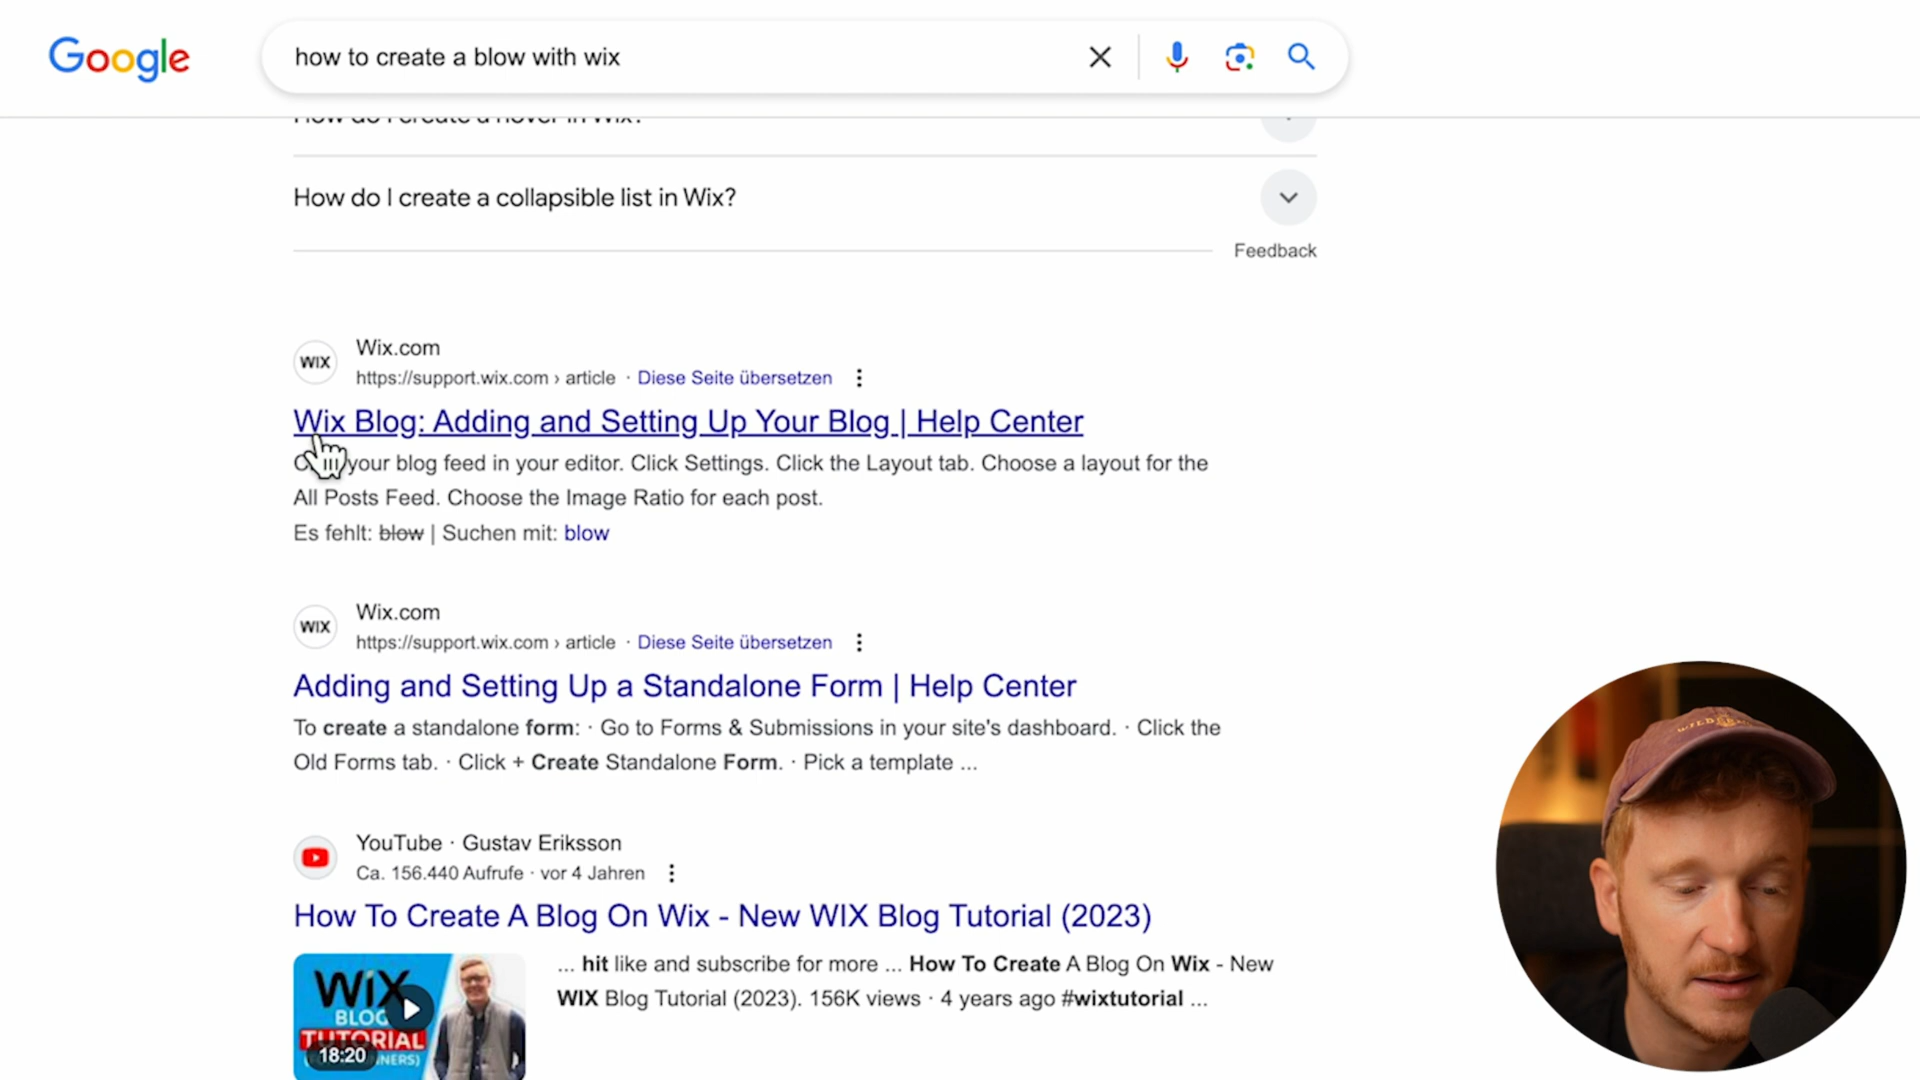 Google
how to create a blow with wix
How do I create a hover in Wix?
How do I create a collapsible list in Wix?
Feedback
WIX
Wix.com
https://support.wix.com › article · Diese Seite übersetzen
Wix Blog: Adding and Setting Up Your Blog | Help Center
your blog feed in your editor. Click Settings. Click the Layout tab. Choose a layout for the
All Posts Feed. Choose the Image Ratio for each post.
Es fehlt: blow | Suchen mit: blow
WIX
Wix.com
https://support.wix.com › article · Diese Seite übersetzen
Adding and Setting Up a Standalone Form | Help Center
To create a standalone form: · Go to Forms & Submissions in your site's dashboard. · Click the
Old Forms tab. · Click + Create Standalone Form. · Pick a template ...
YouTube · Gustav Eriksson
Ca. 156.440 Aufrufe · vor 4 Jahren
How To Create A Blog On Wix - New WIX Blog Tutorial (2023)
... hit like and subscribe for more ... How To Create A Blog On Wix - New
WIX Blog Tutorial (2023). 156K views · 4 years ago #wixtutorial ...
WIX
BLOG
TUTORIAL
18:20